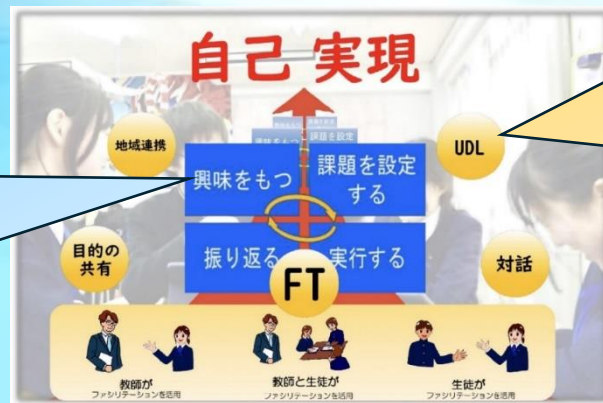 自己 実現
地域連携
課題を設定
UDL
興味をもつ
課題を設定
する
目的の
共有
振り返る
実行する
対話
FT
教師が
ファシリテーションを活用
教師と生徒が
ファシリテーションを活用
生徒が
ファシリテーションを活用